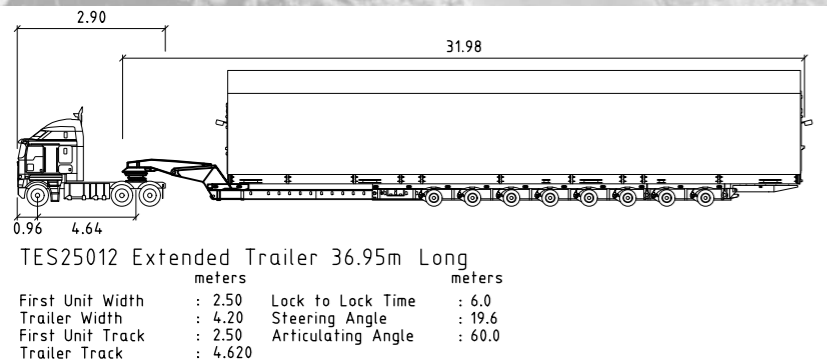 2.90
31.98
0.96 4.64
TES25012 Extended Trailer 36.95m Long
meters meters
First Unit Width : 2.50 Lock to Lock Time : 6.0
Trailer Width : 4.20 Steering Angle : 19.6
First Unit Track : 2.50 Articulating Angle : 60.0
Trailer Track : 4.620